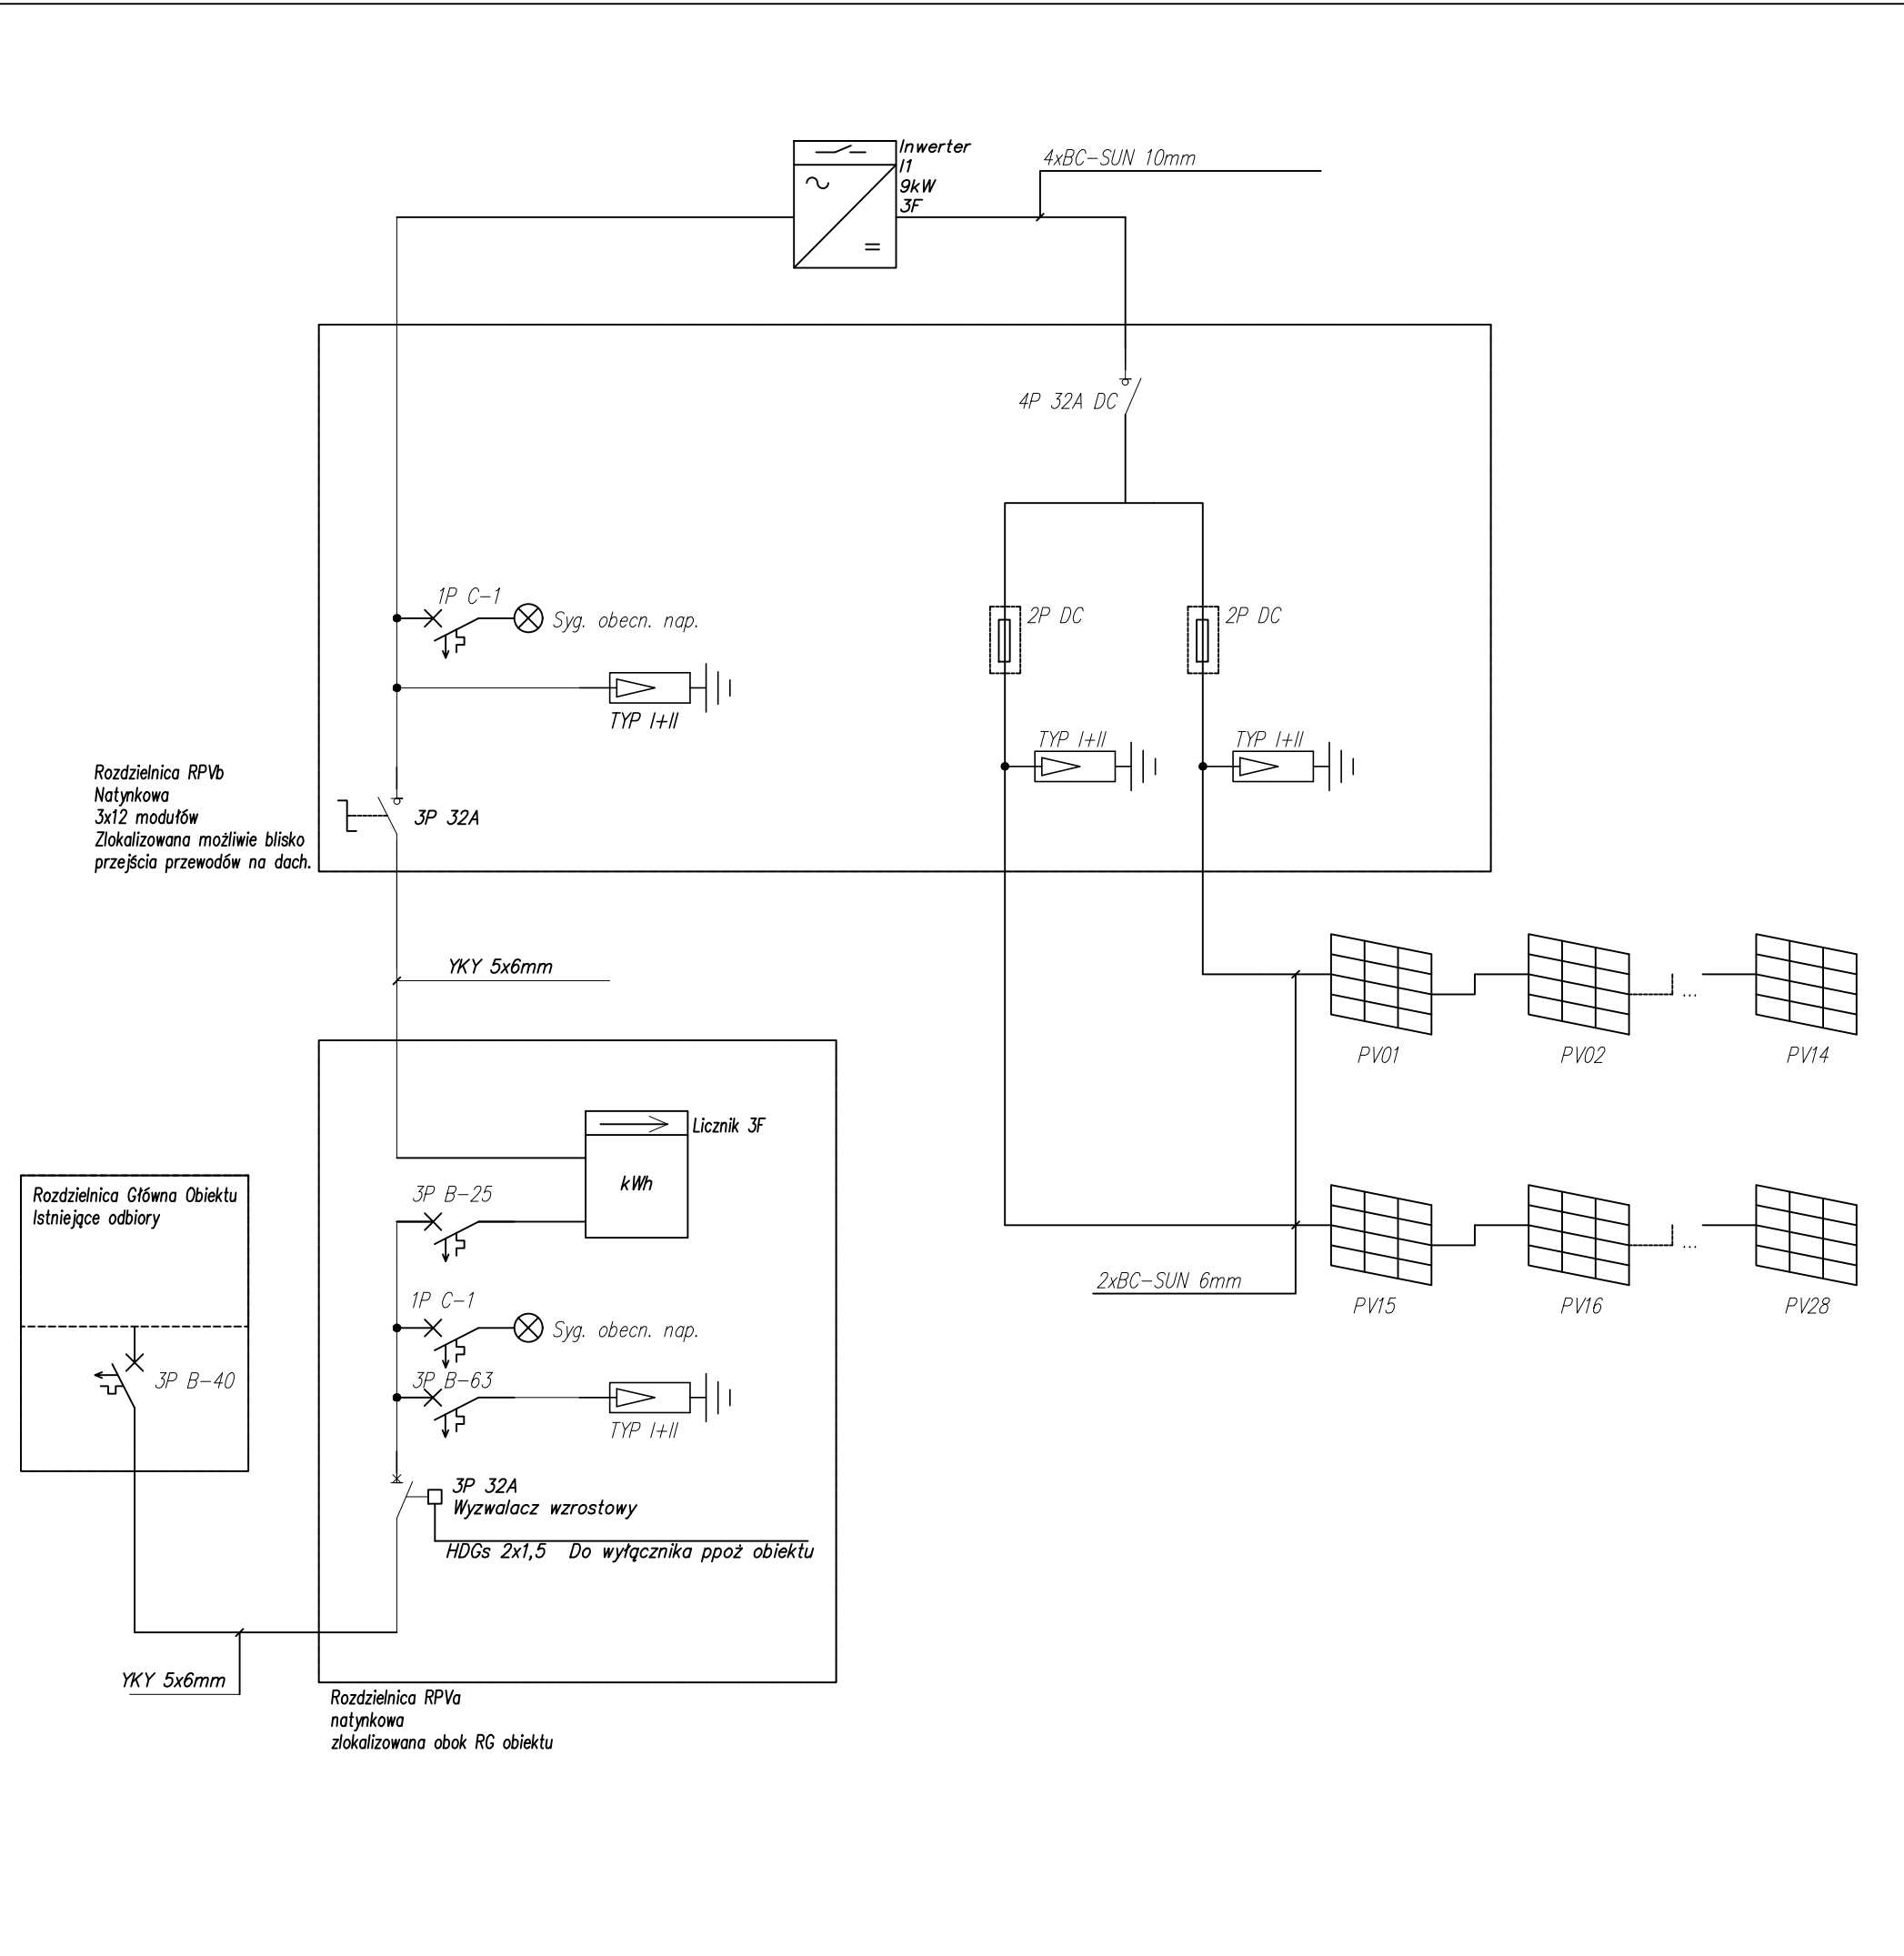 Inwerter
I1
9kW
3F
4xBC-SUN 10mm
4P 32A DC
1P C-1
Syg. obecn. nap.
2P DC
2P DC
TYP I+II
TYP I+II
TYP I+II
Rozdzielnica RPVb
Natynkowa
3x12 modułów
Zlokalizowana możliwie blisko
przejścia przewodów na dach.
3P 32A
YKY 5x6mm
PV01
PV02
...
PV14
Licznik 3F
kWh
3P B-25
Rozdzielnica Główna Obiektu
Istniejące odbiory
2xBC-SUN 6mm
PV15
PV16
...
PV28
1P C-1
Syg. obecn. nap.
3P B-40
3P B-63
TYP I+II
3P 32A
Wyzwalacz wzrostowy
HDGs 2x1,5 Do wyłącznika ppoż obiektu
YKY 5x6mm
Rozdzielnica RPVa
natynkowa
zlokalizowana obok RG obiektu